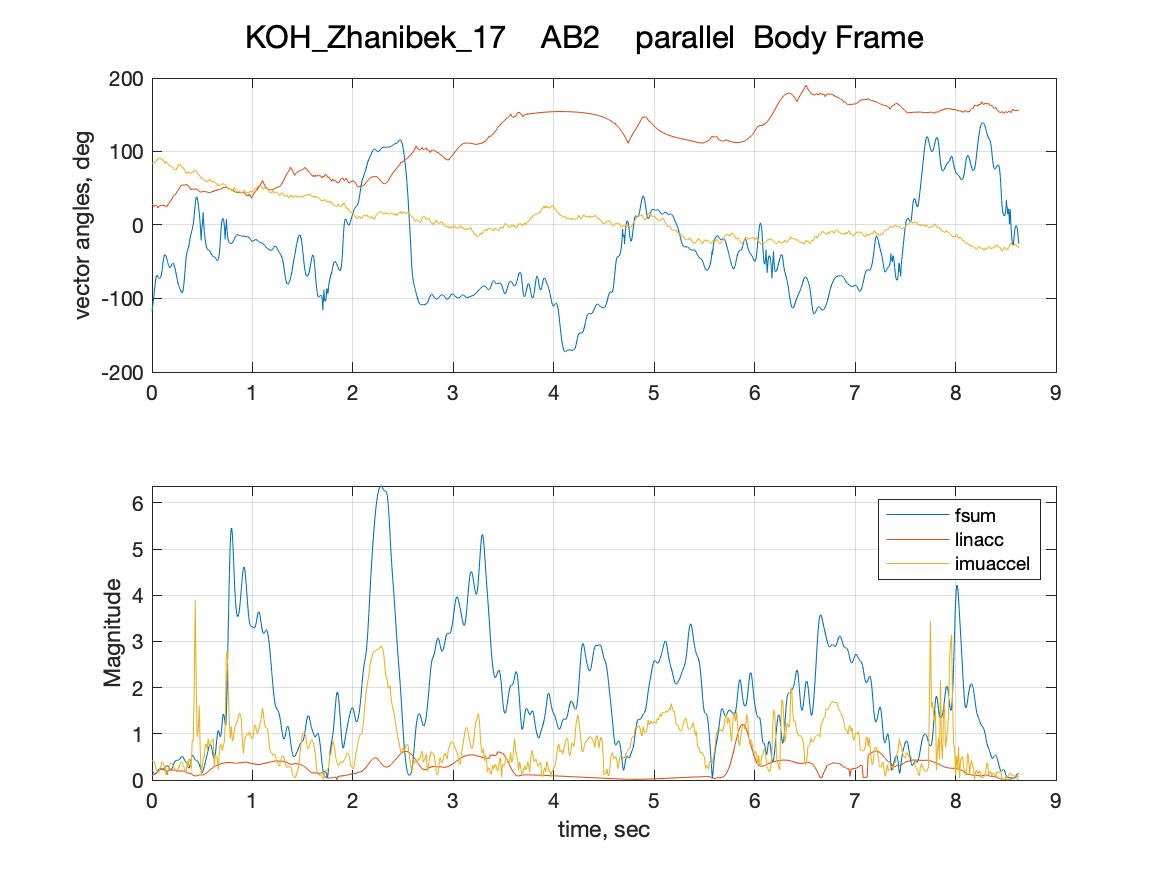 KOH_Zhanibek_17 AB2 parallel Body Frame
200
100
0
-100
-200
vector angles, deg
0 1 2 3 4 5 6 7 8 9
6
5
4
3
2
1
0
Magnitude
fsum
linacc
imuaccel
0 1 2 3 4 5 6 7 8 9
time, sec